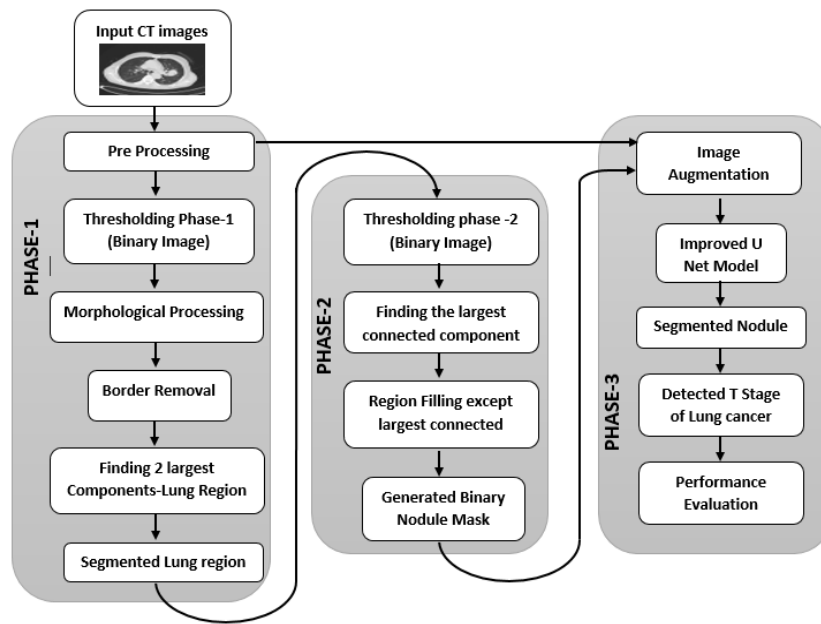 Input CT images
PHASE-1
Pre Processing
Thresholding Phase-1
(Binary Image)
Morphological Processing
Border Removal
Finding 2 largest
Components-Lung Region
Segmented Lung region
PHASE-2
Thresholding phase -2
(Binary Image)
Finding the largest
connected component
Region Filling except
largest connected
Generated Binary
Nodule Mask
PHASE-3
Image
Augmentation
Improved U
Net Model
Segmented Nodule
Detected T Stage
of Lung cancer
Performance
Evaluation